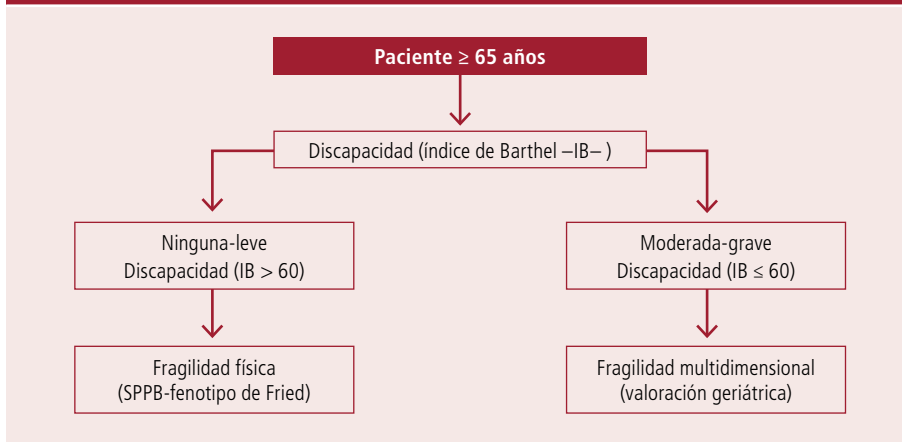 Paciente ≥ 65 años
Discapacidad (índice de Barthel –IB– )
Ninguna-leve
Discapacidad (IB > 60)
Moderada-grave
Discapacidad (IB ≤ 60)
Fragilidad física
(SPPB-fenotipo de Fried)
Fragilidad multidimensional
(valoración geriátrica)